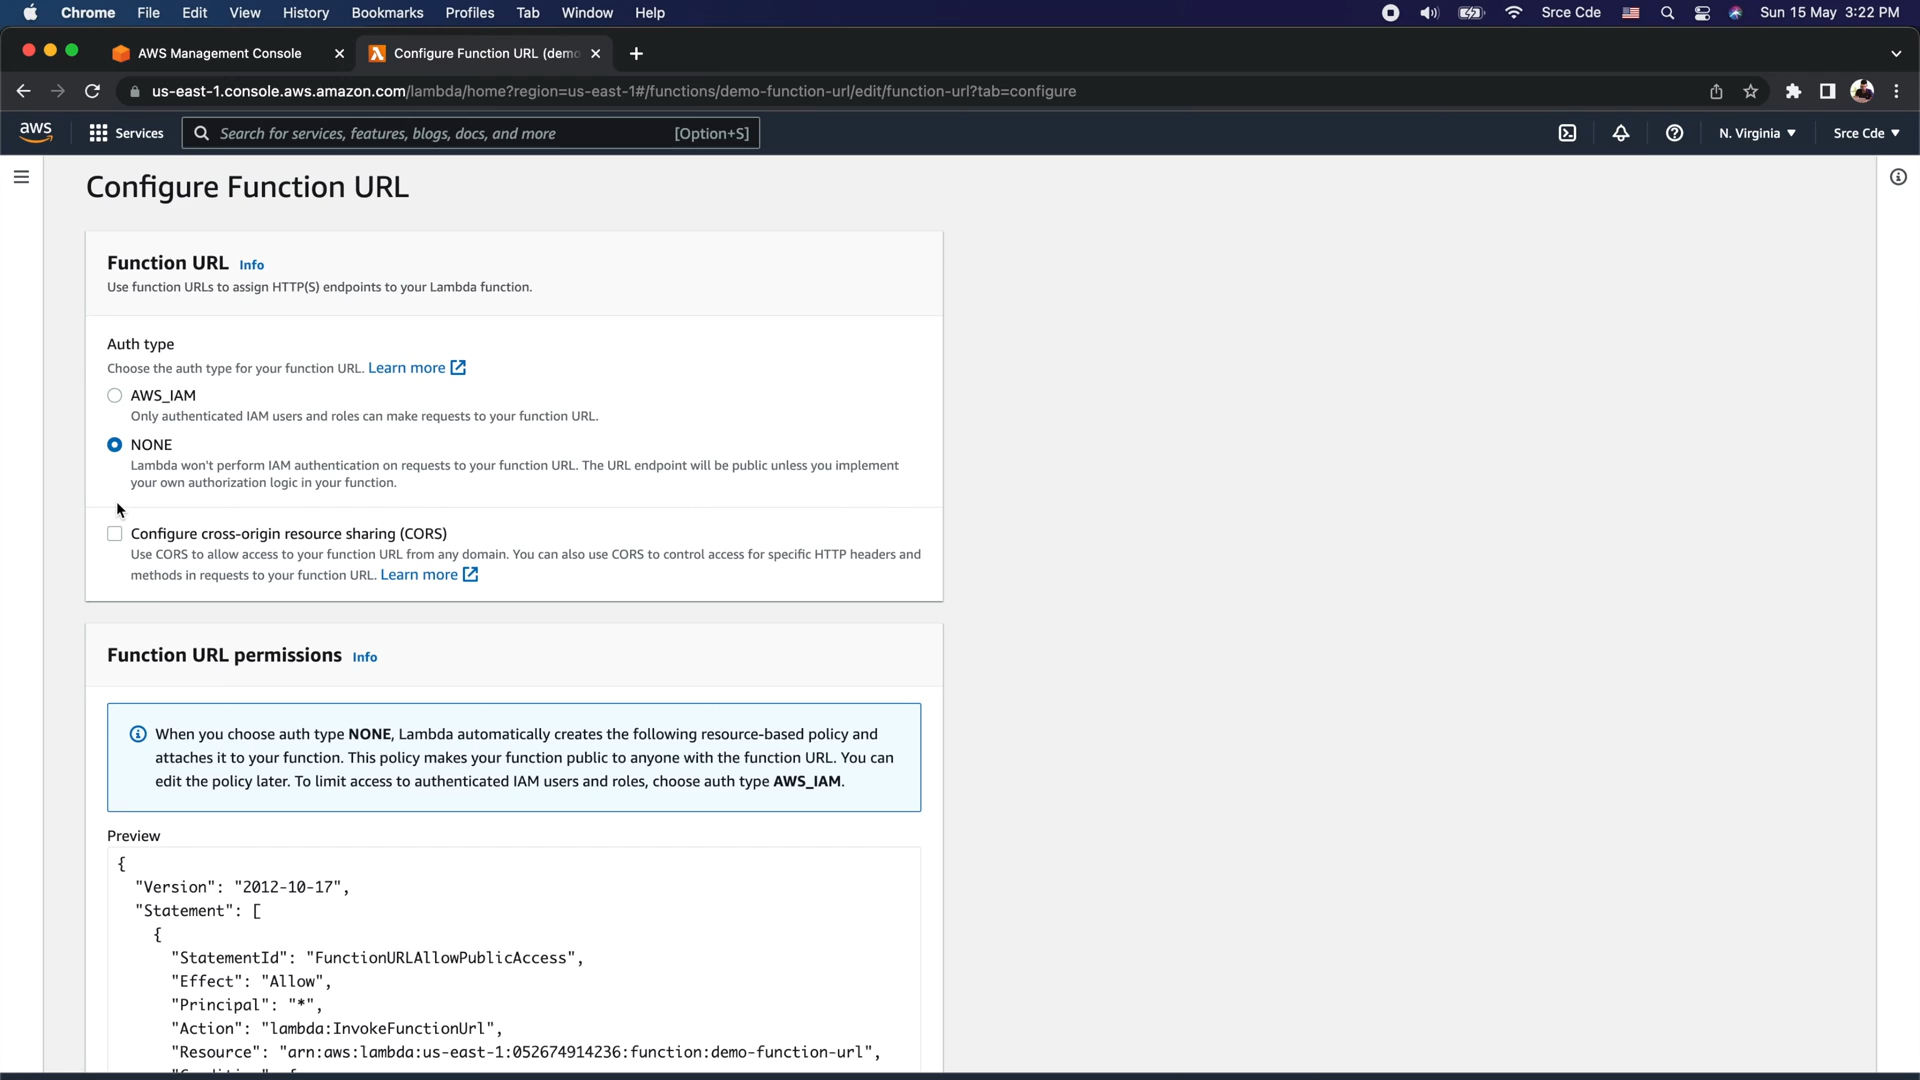 Chrome File Edit View History Bookmarks Profiles Tab Window Help Srce Cde Sun 15 May 3:22 PM
AWS Management Console Configure Function URL (demo
us-east-1.console.aws.amazon.com/lambda/home?region=us-east-1#/functions/demo-function-url/edit/function-url?tab=configure
aws Services Search for services, features, blogs, docs, and more [Option+S] N. Virginia Srce Cde
Configure Function URL
Function URL Info
Use function URLs to assign HTTP(S) endpoints to your Lambda function.
Auth type
Choose the auth type for your function URL. Learn more
AWS_IAM
Only authenticated IAM users and roles can make requests to your function URL.
NONE
Lambda won't perform IAM authentication on requests to your function URL. The URL endpoint will be public unless you implement
your own authorization logic in your function.
Configure cross-origin resource sharing (CORS)
Use CORS to allow access to your function URL from any domain. You can also use CORS to control access for specific HTTP headers and
methods in requests to your function URL. Learn more
Function URL permissions Info
When you choose auth type NONE, Lambda automatically creates the following resource-based policy and
attaches it to your function. This policy makes your function public to anyone with the function URL. You can
edit the policy later. To limit access to authenticated IAM users and roles, choose auth type AWS_IAM.
Preview
{
"Version": "2012-10-17",
"Statement": [
{
"StatementId": "FunctionURLAllowPublicAccess",
"Effect": "Allow",
"Principal": "*",
"Action": "lambda:InvokeFunctionUrl",
"Resource": "arn:aws:lambda:us-east-1:052674914236:function:demo-function-url",